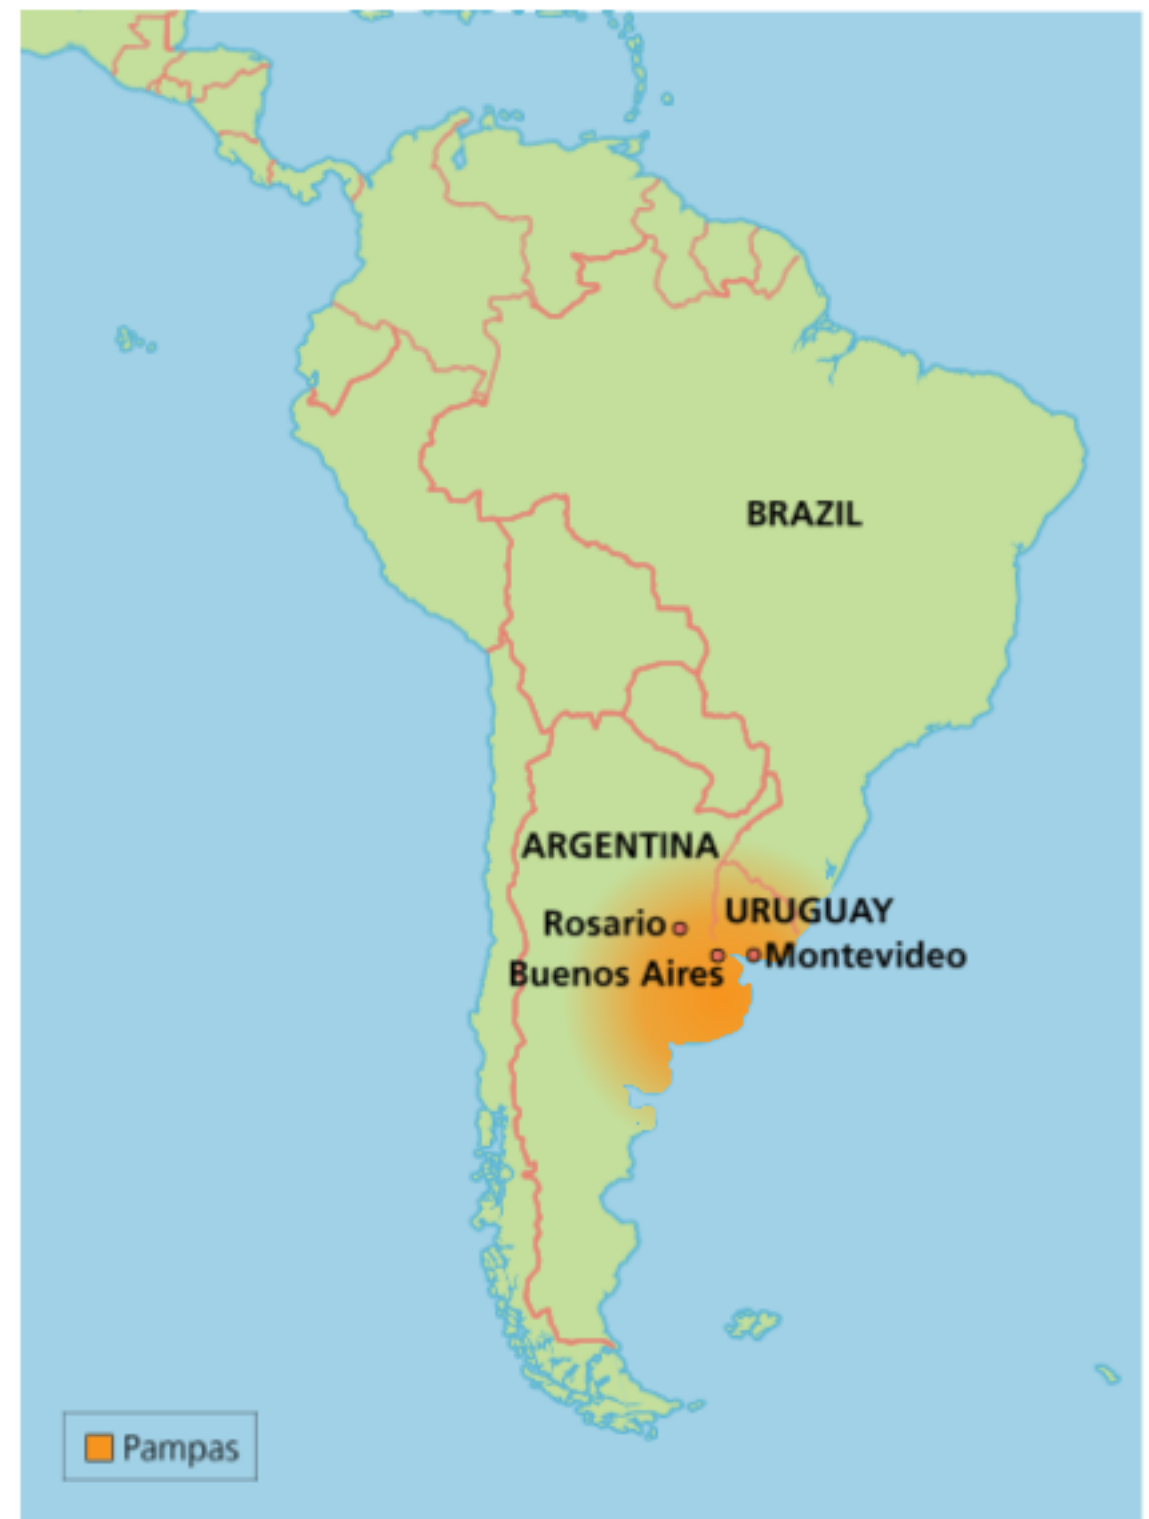 BRAZIL
ARGENTINA
URUGUAY
Rosario
Montevideo
Buenos Aires
Pampas